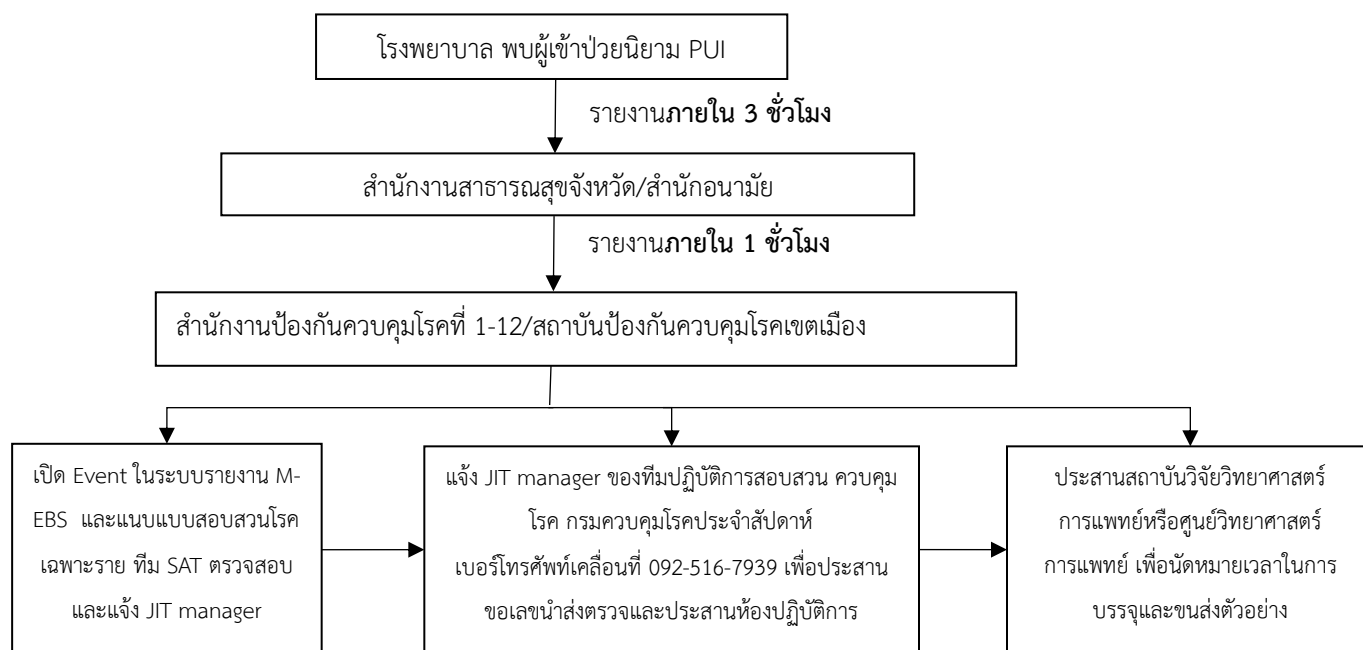 โรงพยาบาล พบผู้เข้าป่วยนิยาม PUI
รายงานภายใน 3 ชั่วโมง
สำนักงานสาธารณสุขจังหวัด/สำนักอนามัย
รายงานภายใน 1 ชั่วโมง
สำนักงานป้องกันควบคุมโรคที่ 1-12/สถาบันป้องกันควบคุมโรคเขตเมือง
เปิด Event ในระบบรายงาน M-
EBS และแนบแบบสอบสวนโรค
เฉพาะราย ทีม SAT ตรวจสอบ
และแจ้ง JIT manager
แจ้ง JIT manager ของทีมปฏิบัติการสอบสวน ควบคุม
โรค กรมควบคุมโรคประจำสัปดาห์
เบอร์โทรศัพท์เคลื่อนที่ 092-516-7939 เพื่อประสาน
ขอเลขนำส่งตรวจและประสานห้องปฏิบัติการ
ประสานสถาบันวิจัยวิทยาศาสตร์
การแพทย์หรือศูนย์วิทยาศาสตร์
การแพทย์ เพื่อนัดหมายเวลาในการ
บรรจุและขนส่งตัวอย่าง